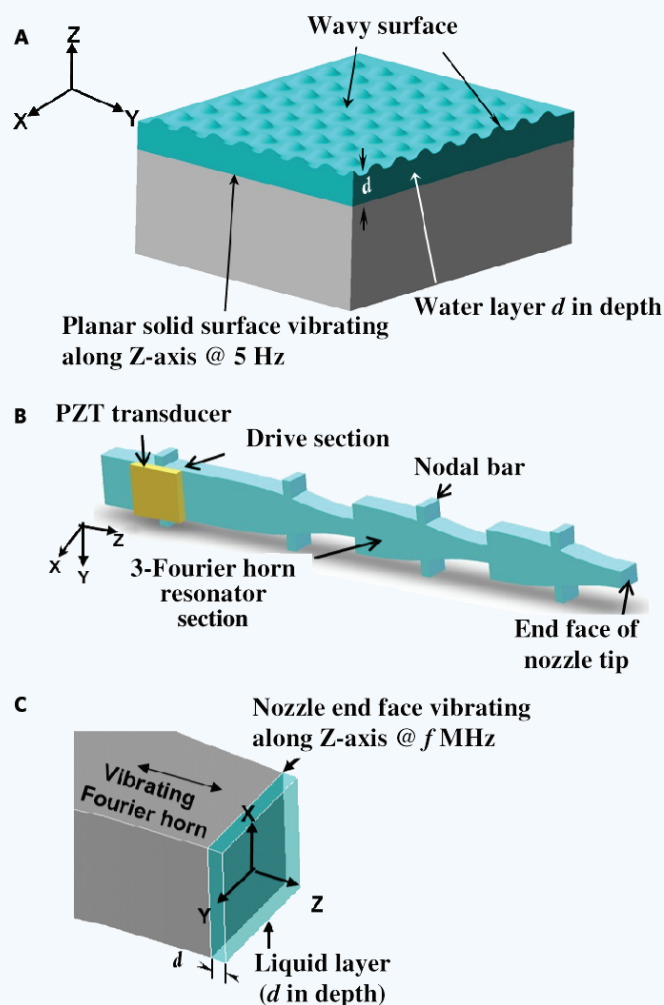 A
Wavy surface
Z
X
Y
d
Water layer d in depth
Planar solid surface vibrating
along Z-axis @ 5 Hz
B
PZT transducer
Drive section
Nodal bar
Z
X
Y
3-Fourier horn
resonator
section
End face of
nozzle tip
C
Nozzle end face vibrating
along Z-axis @ f MHz
Vibrating
Fourier horn
X
Y
Z
d
Liquid layer
(d in depth)